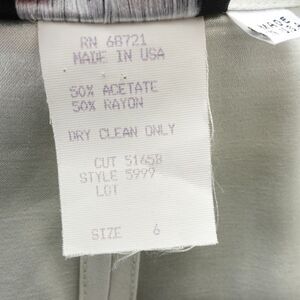 RN 68721
MADE IN USA
50% ACETATE
50% RAYON
DRY CLEAN ONLY
CUT 5165B
STYLE 5999
LOT
SIZE 6